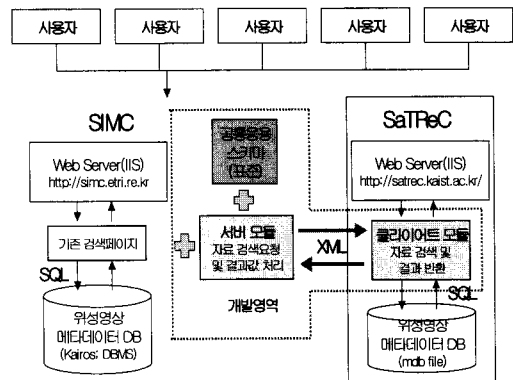 사용자
사용자
사용자
사용자
사용자
SIMC
SaTReC
공통응용
스키마
(표준)
Web Server(IIS)
http://simc.etri.re.kr
Web Server(IIS)
http://satrec.kaist.ac.kr/
기존 검색페이지
서버 모듈
자료 검색요청
및 결과값 처리
XML
클라이어트 모듈
자료 검색 및
결과 반환
SQL
SQL
개발영역
위성영상
메타데이터 DB
(Kairos: DBMS)
위성영상
메타데이터 DB
(mdb file)